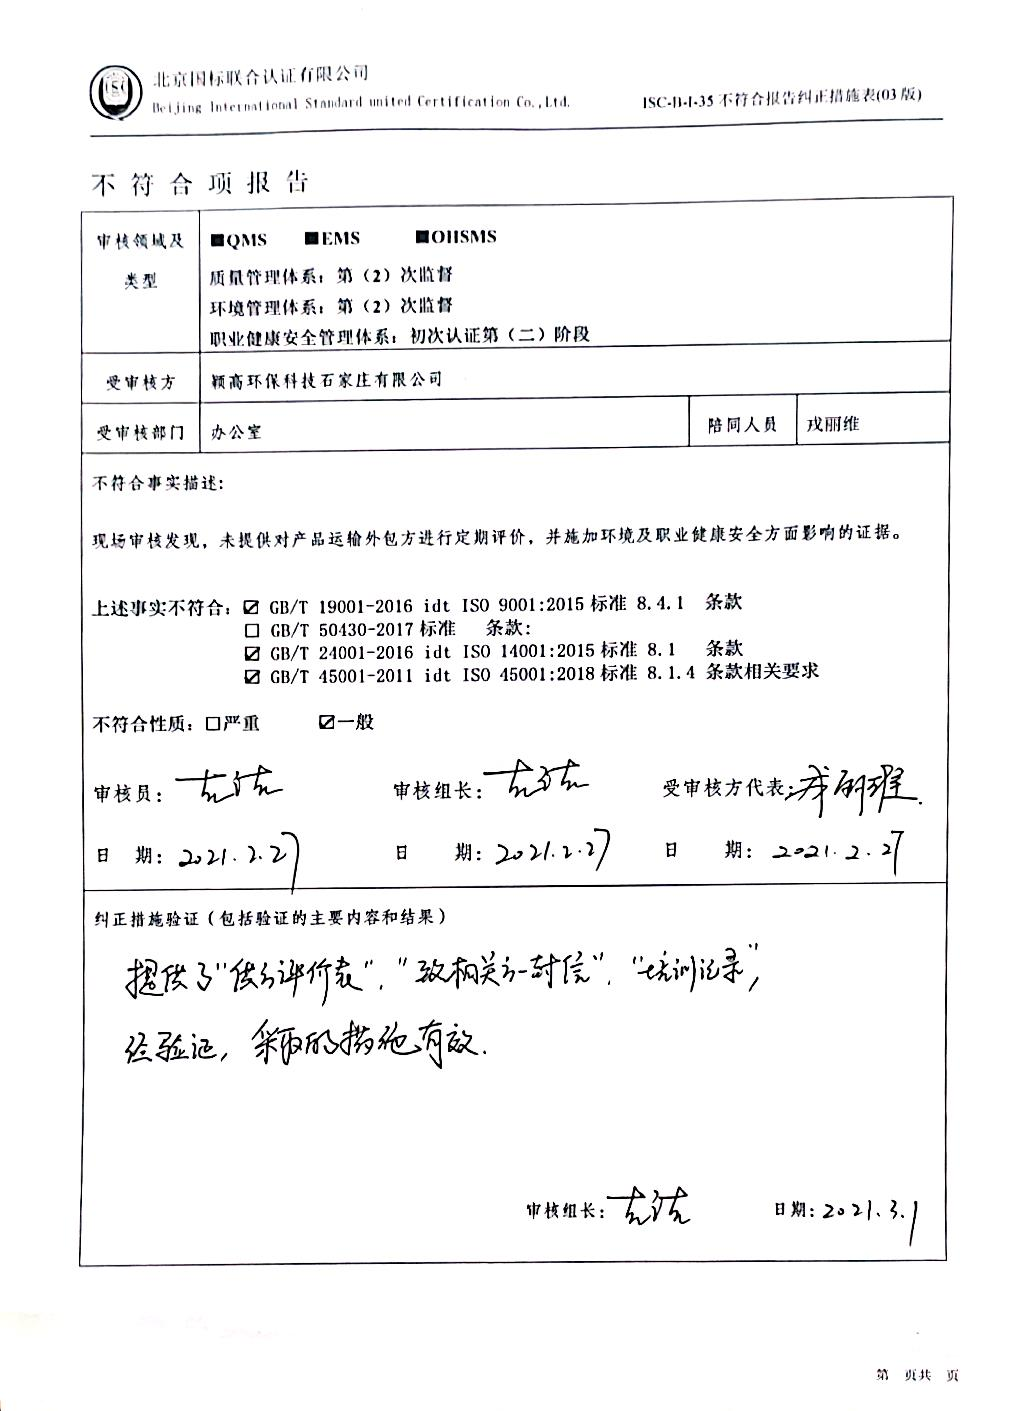 ISC
北京国标联合认证有限公司
Beijing International Standard united Certification Co.,Ltd.
ISC-B-I-35 不符合报告纠正措施表(03 版)
不符合项报告
审核领域及类型
■QMS ■EMS ■OHSMS
质量管理体系：第（2）次监督
环境管理体系：第（2）次监督
职业健康安全管理体系：初次认证第（二）阶段
受审核方 颖高环保科技石家庄有限公司
受审核部门 办公室 陪同人员 戎丽维
不符合事实描述：
现场审核发现，未提供对产品运输外包方进行定期评价，并施加环境及职业健康安全方面影响的证据。
上述事实不符合：☑ GB/T 19001-2016 idt ISO 9001:2015 标准 8.4.1 条款
☐ GB/T 50430-2017 标准 条款：
☑ GB/T 24001-2016 idt ISO 14001:2015 标准 8.1 条款
☑ GB/T 45001-2011 idt ISO 45001:2018 标准 8.1.4 条款相关要求
不符合性质：☐严重 ☑一般
审核员： 审核组长： 受审核方代表：戎丽维.
日 期：2021.2.27 日 期：2021.2.27 日 期：2021.2.27
纠正措施验证（包括验证的主要内容和结果）
提供了“供方评价表”，“致相关方一封信”，“培训记录”，
经验证，采取的措施有效.
审核组长： 日期：2021.3.1
第 页共 页